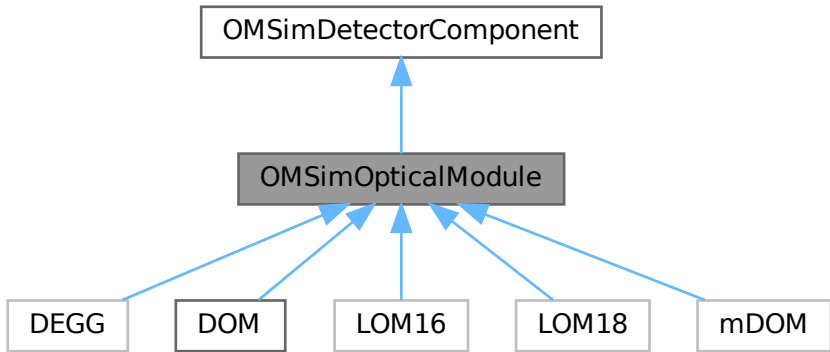 OMSimDetectorComponent
OMSimOpticalModule
DEGG
DOM
LOM16
LOM18
mDOM